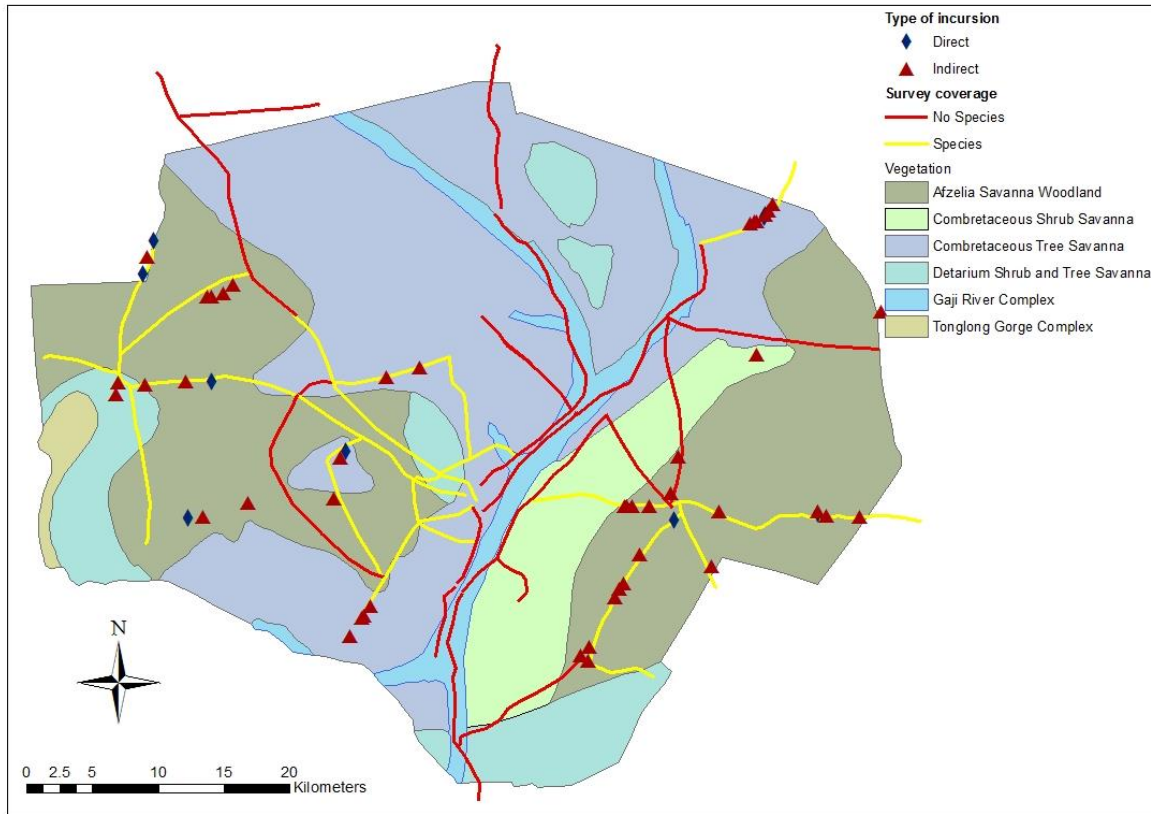 Type of incursion
Direct
Indirect
Survey coverage
No Species
Species
Vegetation
Afzelia Savanna Woodland
Combretaceous Shrub Savanna
Combretaceous Tree Savanna
Detarium Shrub and Tree Savanna
Gaji River Complex
Tonglong Gorge Complex
N
0 2.5 5 10 15 20
Kilometers